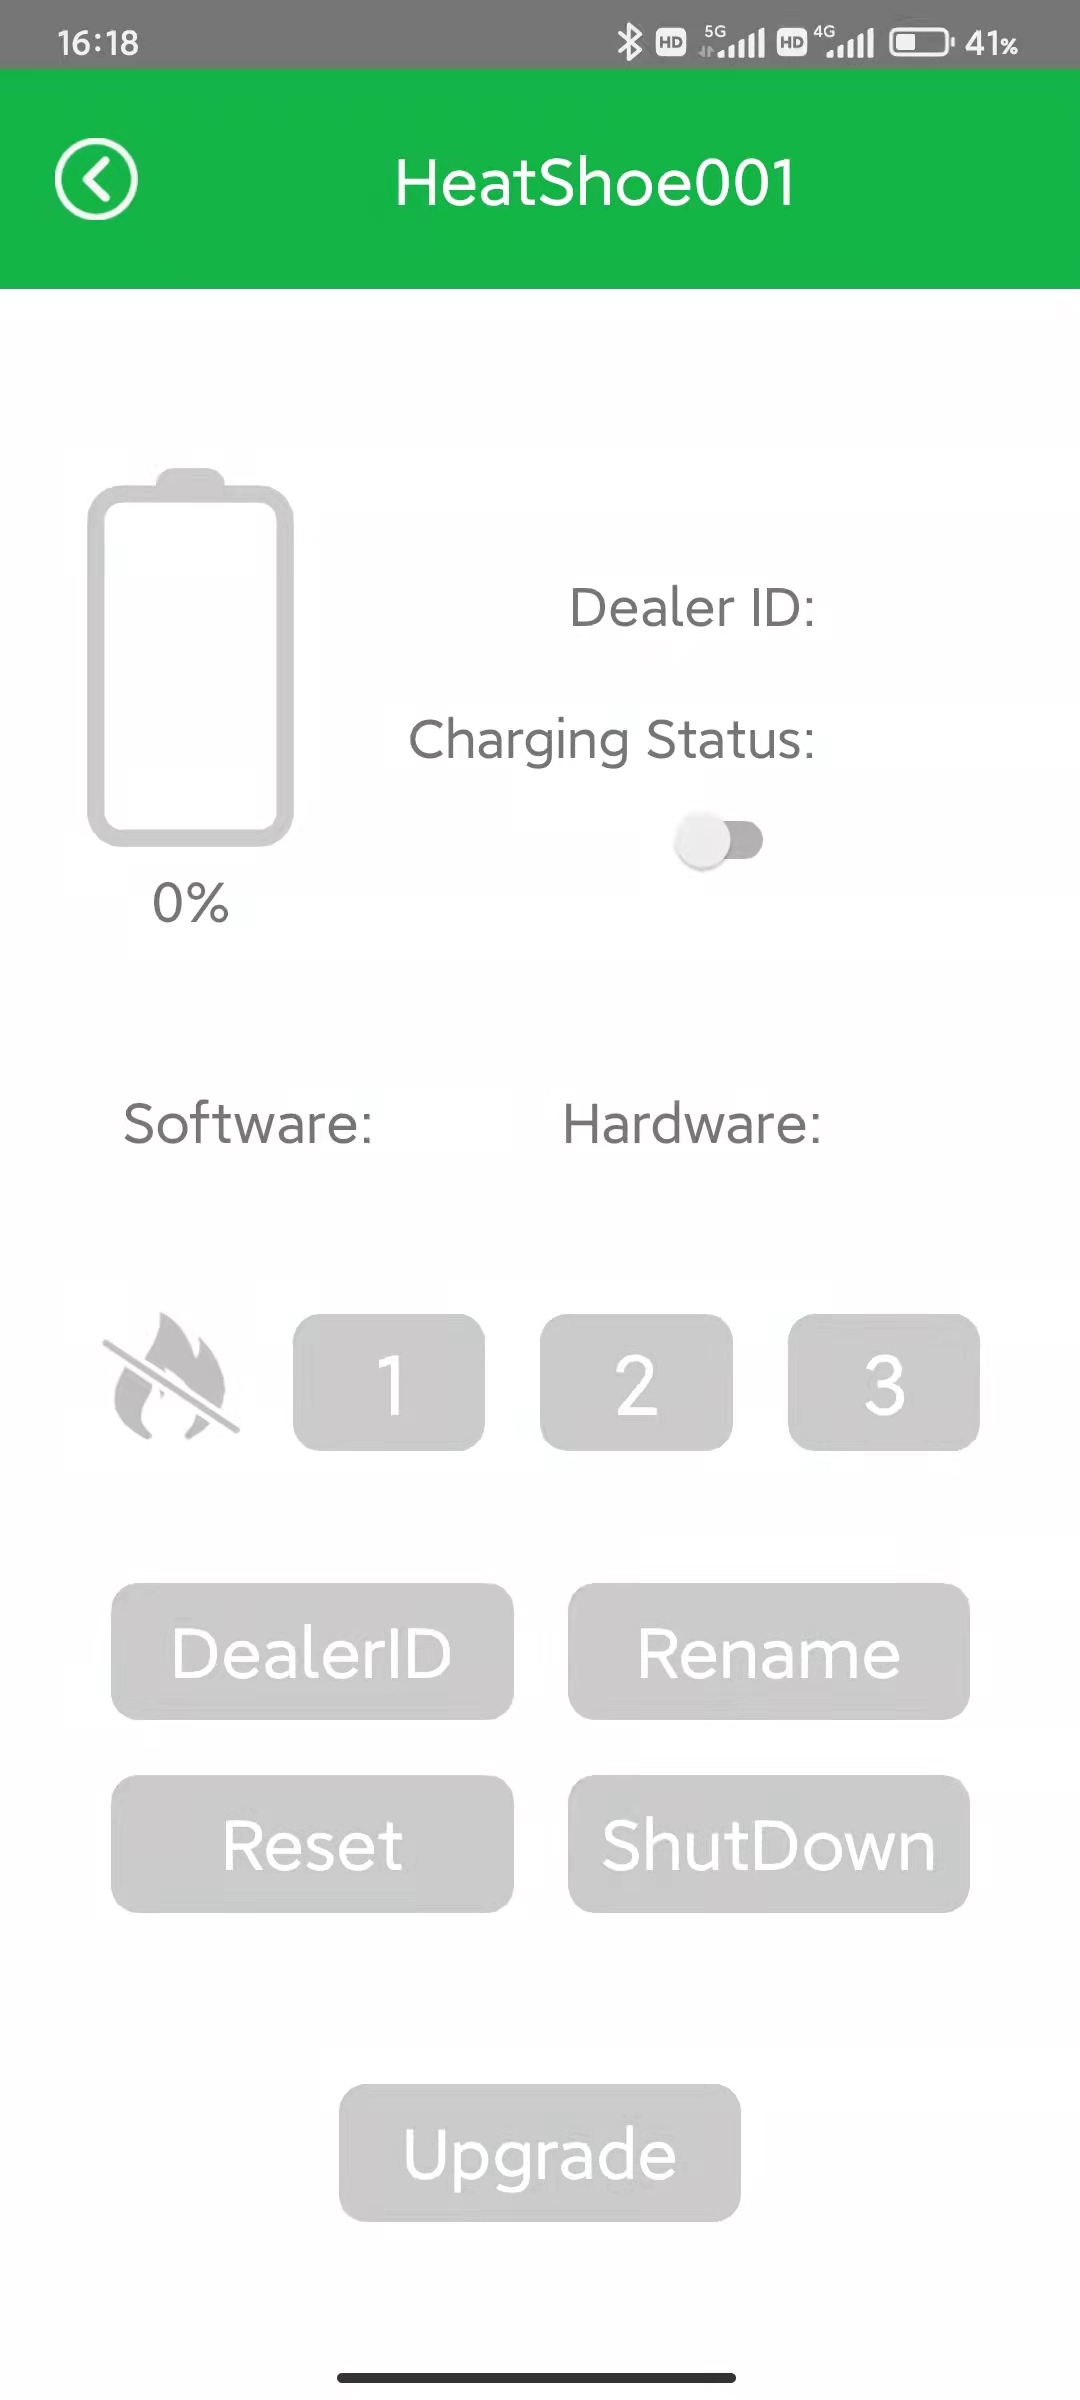 16:18 HD 5G HD 4G 41%
HeatShoe001
Dealer ID:
Charging Status:
0%
Software: Hardware:
1 2 3
DealerID Rename
Reset ShutDown
Upgrade